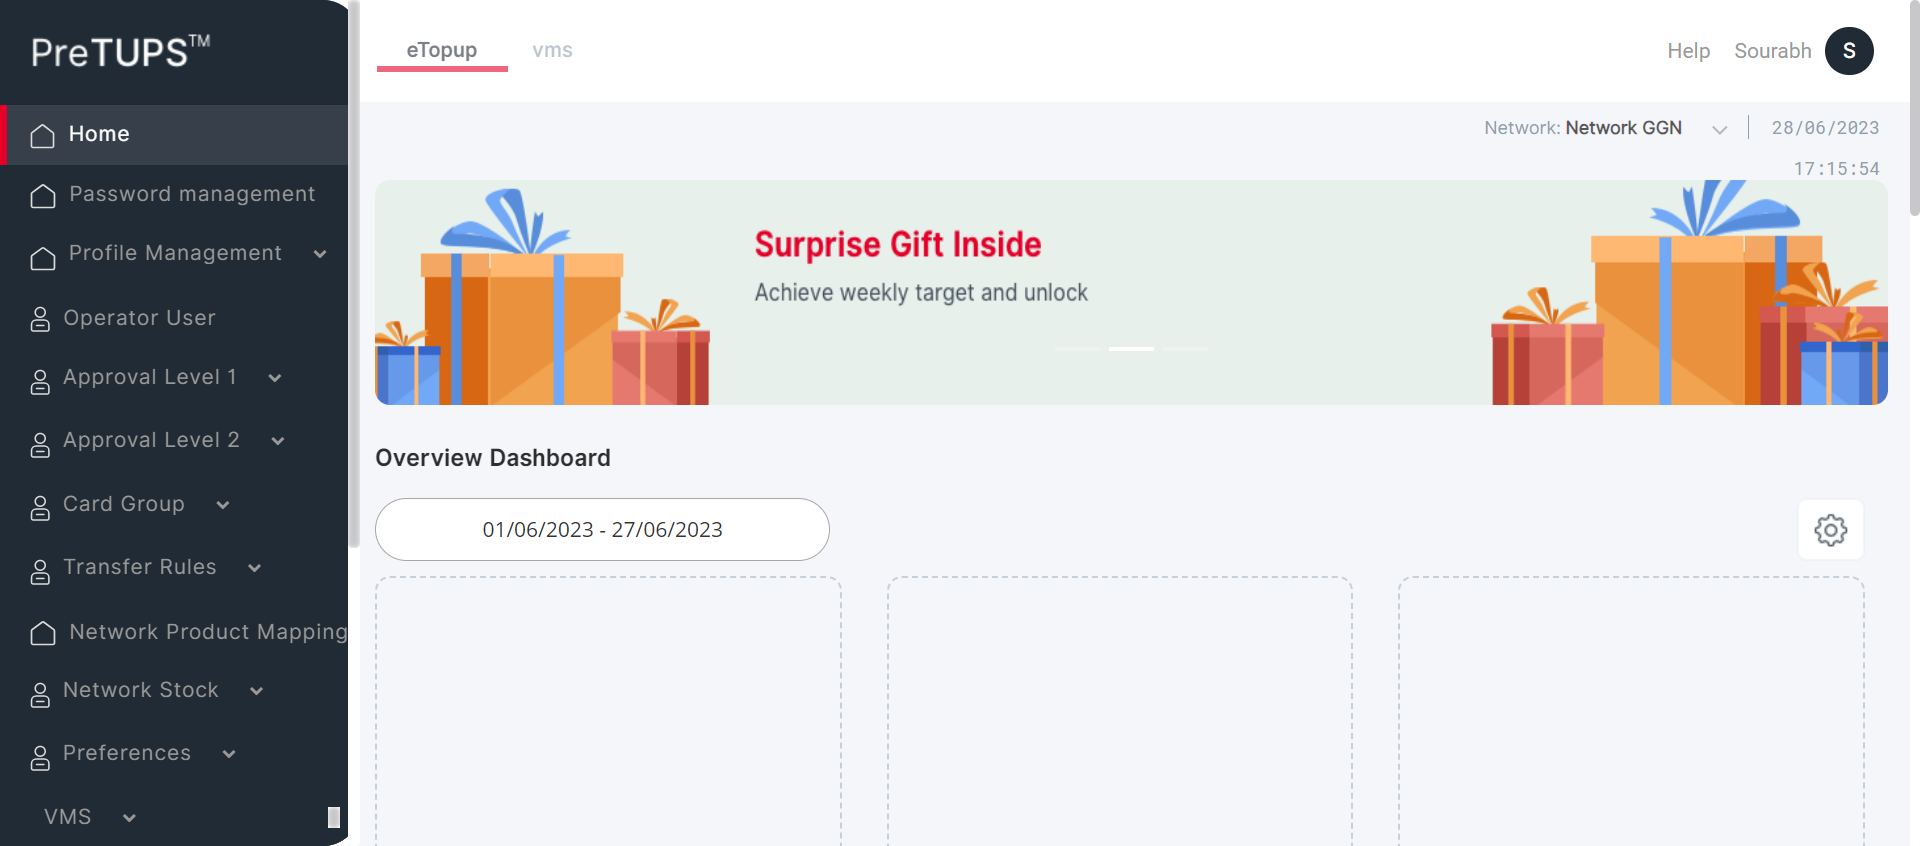 PreTUPS™
Home
Password management
Profile Management
Operator User
Approval Level 1
Approval Level 2
Card Group
Transfer Rules
Network Product Mapping
Network Stock
Preferences
VMS
eTopup
vms
Help
Sourabh
S
Network: Network GGN
28/06/2023
17:15:54
Surprise Gift Inside
Achieve weekly target and unlock
Overview Dashboard
01/06/2023 - 27/06/2023